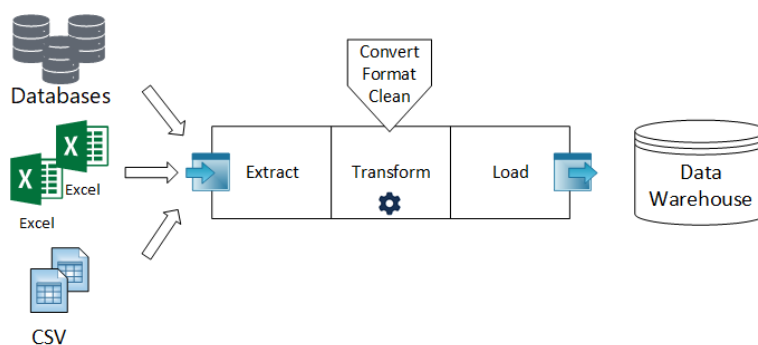 Databases
X
Excel
X
Excel
CSV
Convert
Format
Clean
Extract
Transform
Load
Data
Warehouse